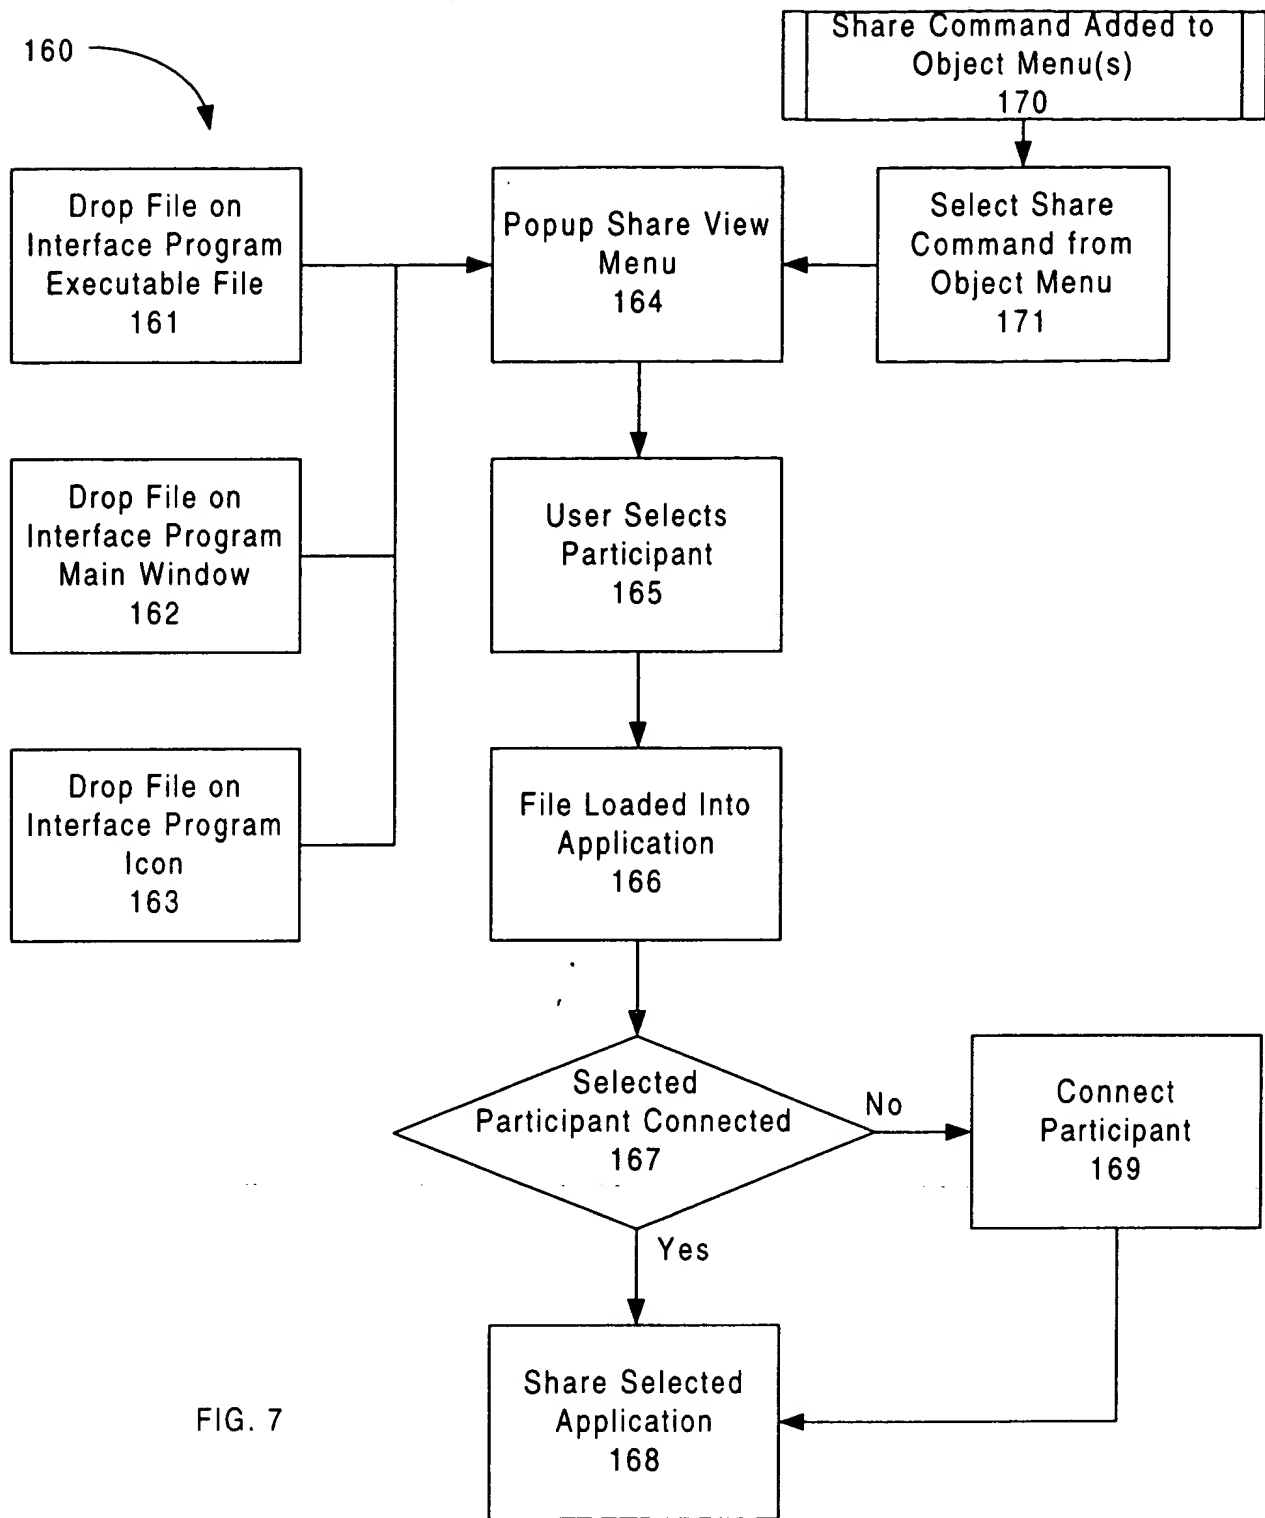 160
Share Command Added to
Object Menu(s)
170
Drop File on
Interface Program
Executable File
161
Popup Share View
Menu
164
Select Share
Command from
Object Menu
171
Drop File on
Interface Program
Main Window
162
User Selects
Participant
165
Drop File on
Interface Program
Icon
163
File Loaded Into
Application
166
Selected
Participant Connected
167
No
Connect
Participant
169
Yes
Share Selected
Application
168
FIG. 7